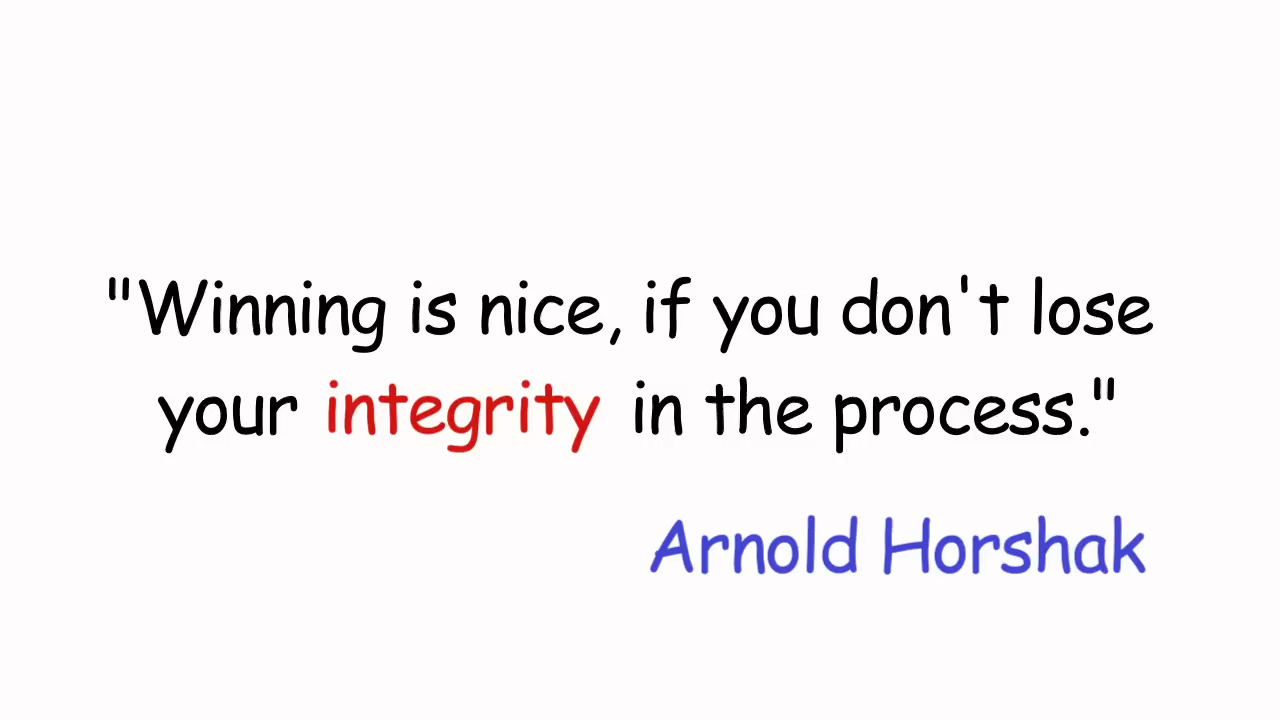 "Winning is nice, if you don't lose
your integrity in the process."
Arnold Horshak